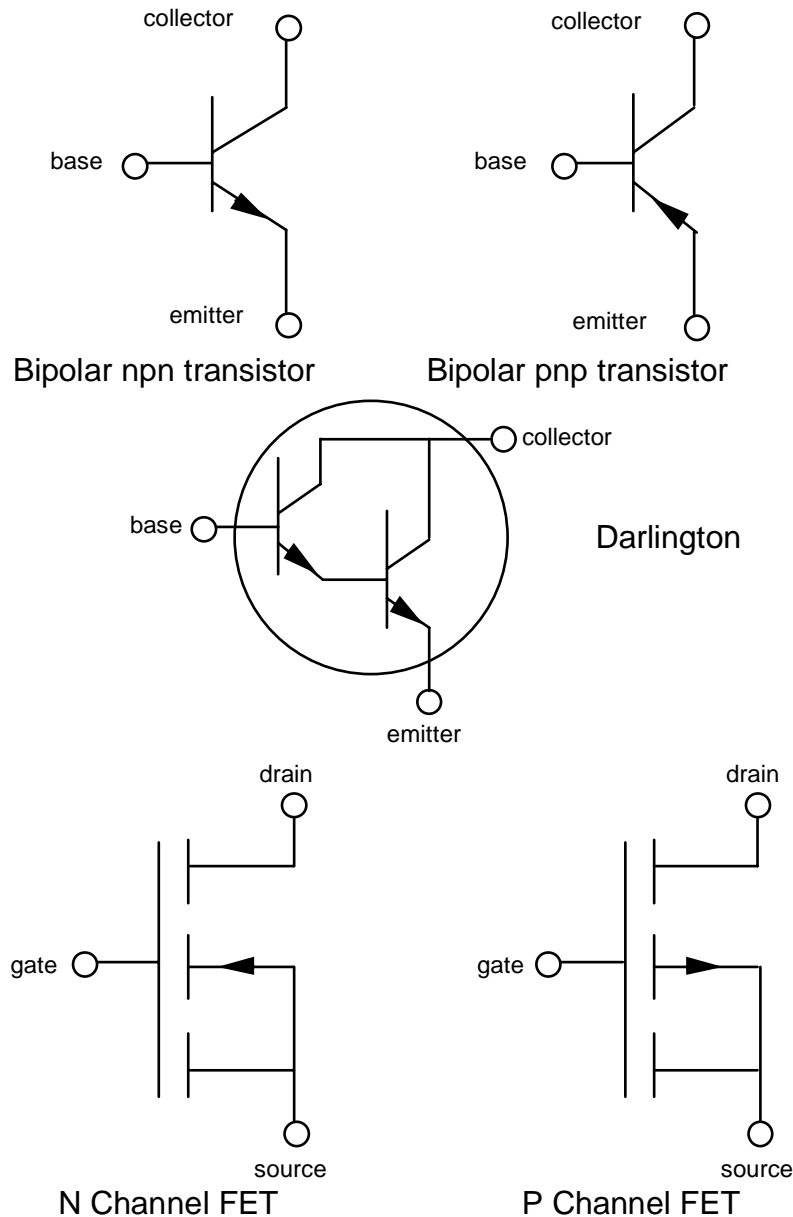 collector
collector
base
base
emitter
emitter
Bipolar npn transistor
Bipolar pnp transistor
collector
base
Darlington
emitter
drain
drain
gate
gate
source
source
N Channel FET
P Channel FET